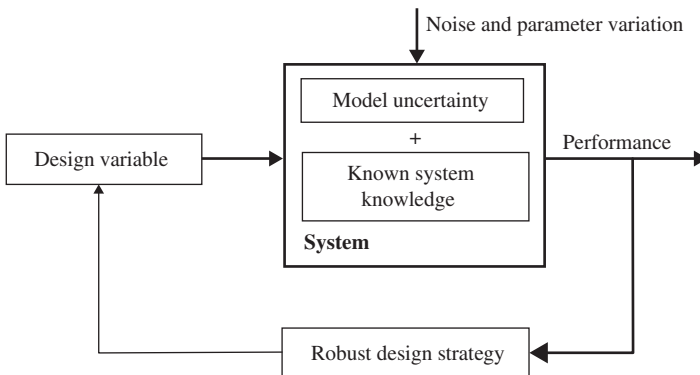 Noise and parameter variation
Model uncertainty
+
Performance
Design variable
Known system
knowledge
System
Robust design strategy